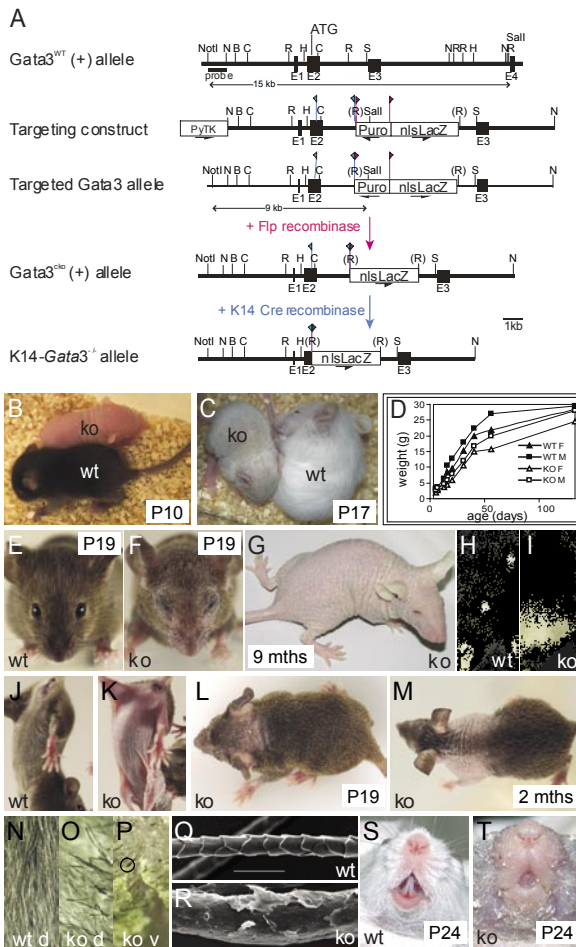 A
ATG
SalI
NotI N B C R H C R S N R R H N R
Gata3WT (+) allele
probe
E1 E2 E3 E4
15 kb
N B C R H C (R) SalI (R) S N
Targeting construct
PyTK
Puro nlsLacZ
E1 E2 E3
NotI N B C R H C (R) SalI (R) S N
Targeted Gata3 allele
Puro nlsLacZ
E1 E2 E3
9 kb
+ Flp recombinase
NotI N B C R H C (R) (R) S N
Gata3cko (+) allele
nlsLacZ
E1 E2 E3
+ K14 Cre recombinase
1kb
NotI N B C R H (R) (R) S N
K14-Gata3-/- allele
nlsLacZ
E1 E2 E3
B
ko
wt
P10
C
ko
wt
P17
D
weight (g)
30
25
20
15
10
5
0
WT F
WT M
KO F
KO M
0 50 100
age (days)
E
P19
wt
F
P19
ko
G
9 mths
ko
H
wt
I
ko
J
wt
K
ko
L
ko
P19
M
ko
2 mths
N
wt d
O
ko d
P
ko v
Q
wt
R
ko
S
wt
P24
T
ko
P24